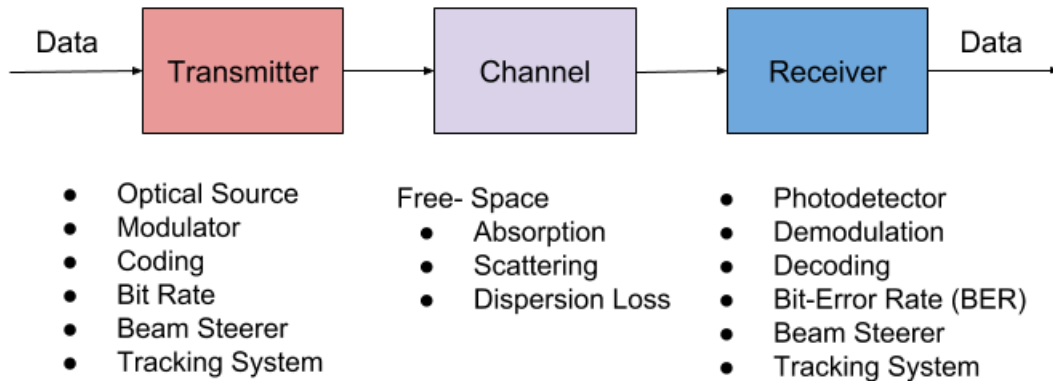 Data
Transmitter
Channel
Receiver
Data
● Optical Source
● Modulator
● Coding
● Bit Rate
● Beam Steerer
● Tracking System
Free- Space
● Absorption
● Scattering
● Dispersion Loss
● Photodetector
● Demodulation
● Decoding
● Bit-Error Rate (BER)
● Beam Steerer
● Tracking System